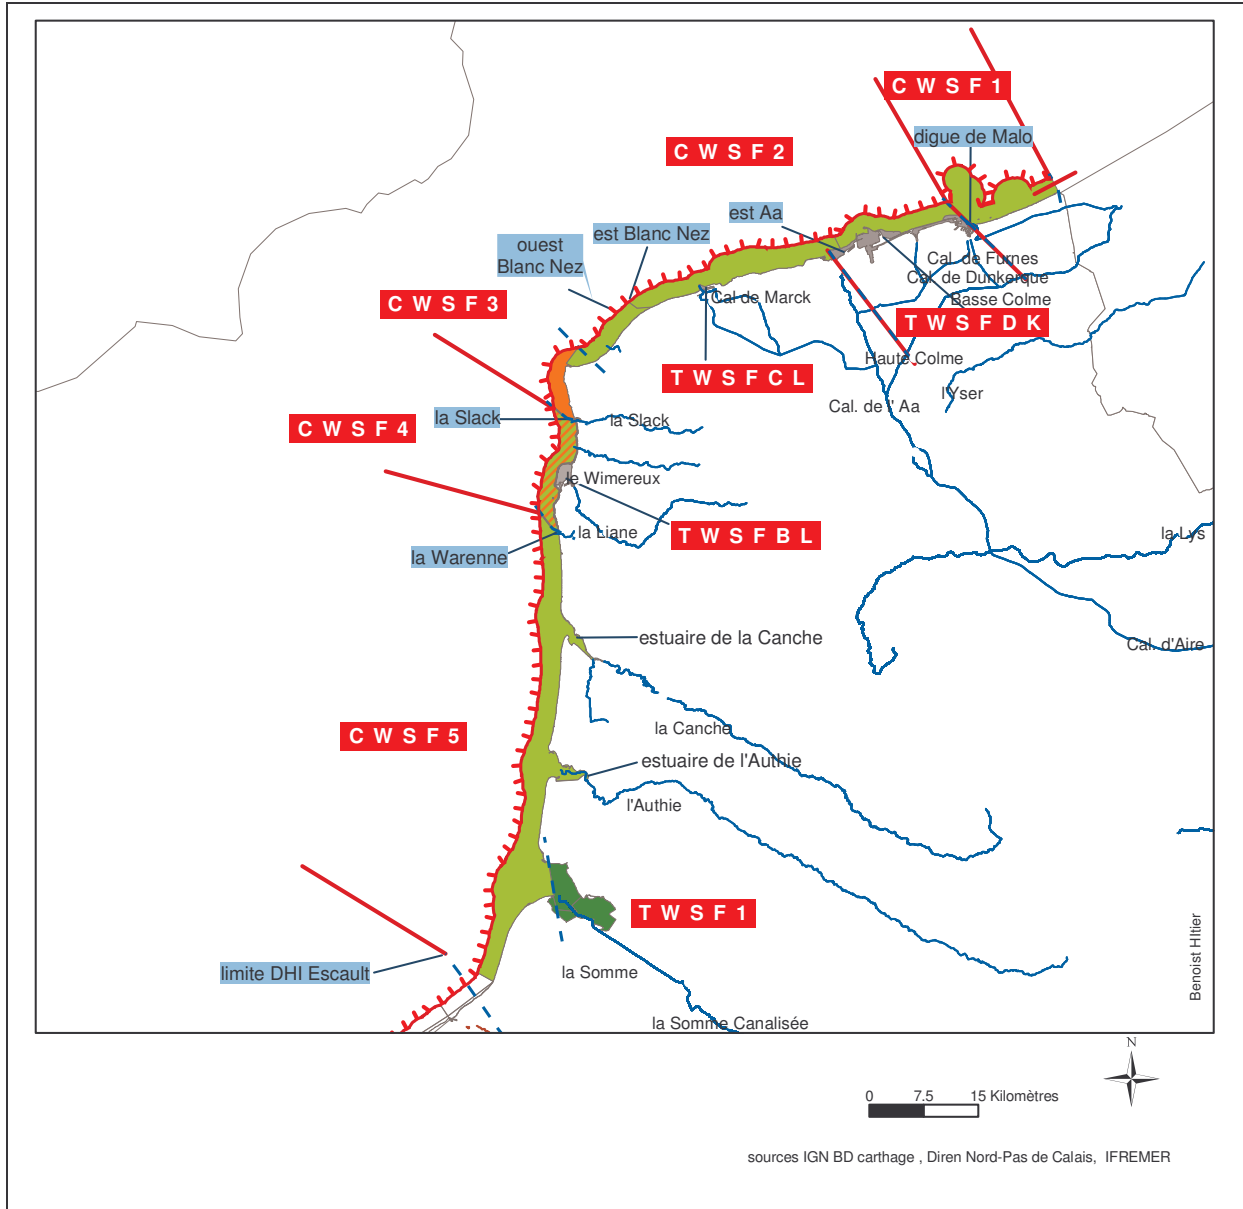 C W S F 1
digue de Malo
C W S F 2
est Aa
est Blanc Nez
ouest
Blanc Nez
Cal. de Furnes
Cal. de Dunkerque
Basse Colme
Cal de Marck
C W S F 3
T W S F D K
Haute Colme
T W S F C L
l'Yser
Cal. de l' Aa
la Slack
la Slack
C W S F 4
le Wimereux
la Liane
T W S F B L
la Lys
la Warenne
estuaire de la Canche
Cal. d'Aire
la Canche
C W S F 5
estuaire de l'Authie
l'Authie
T W S F 1
limite DHI Escault
la Somme
la Somme Canalisée
Benoist Hitier
N
0 7.5 15 Kilomètres
sources IGN BD carthage , Diren Nord-Pas de Calais, IFREMER